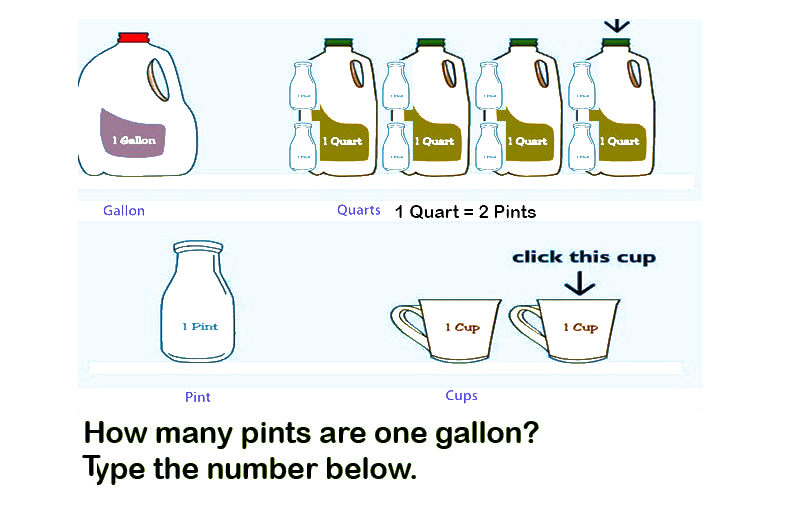 1 Gallon
1 Quart
1 Quart
1 Quart
1 Quart
Gallon
Quarts 1 Quart = 2 Pints
click this cup
1 Pint
1 Cup
1 Cup
Pint
Cups
How many pints are one gallon?
Type the number below.